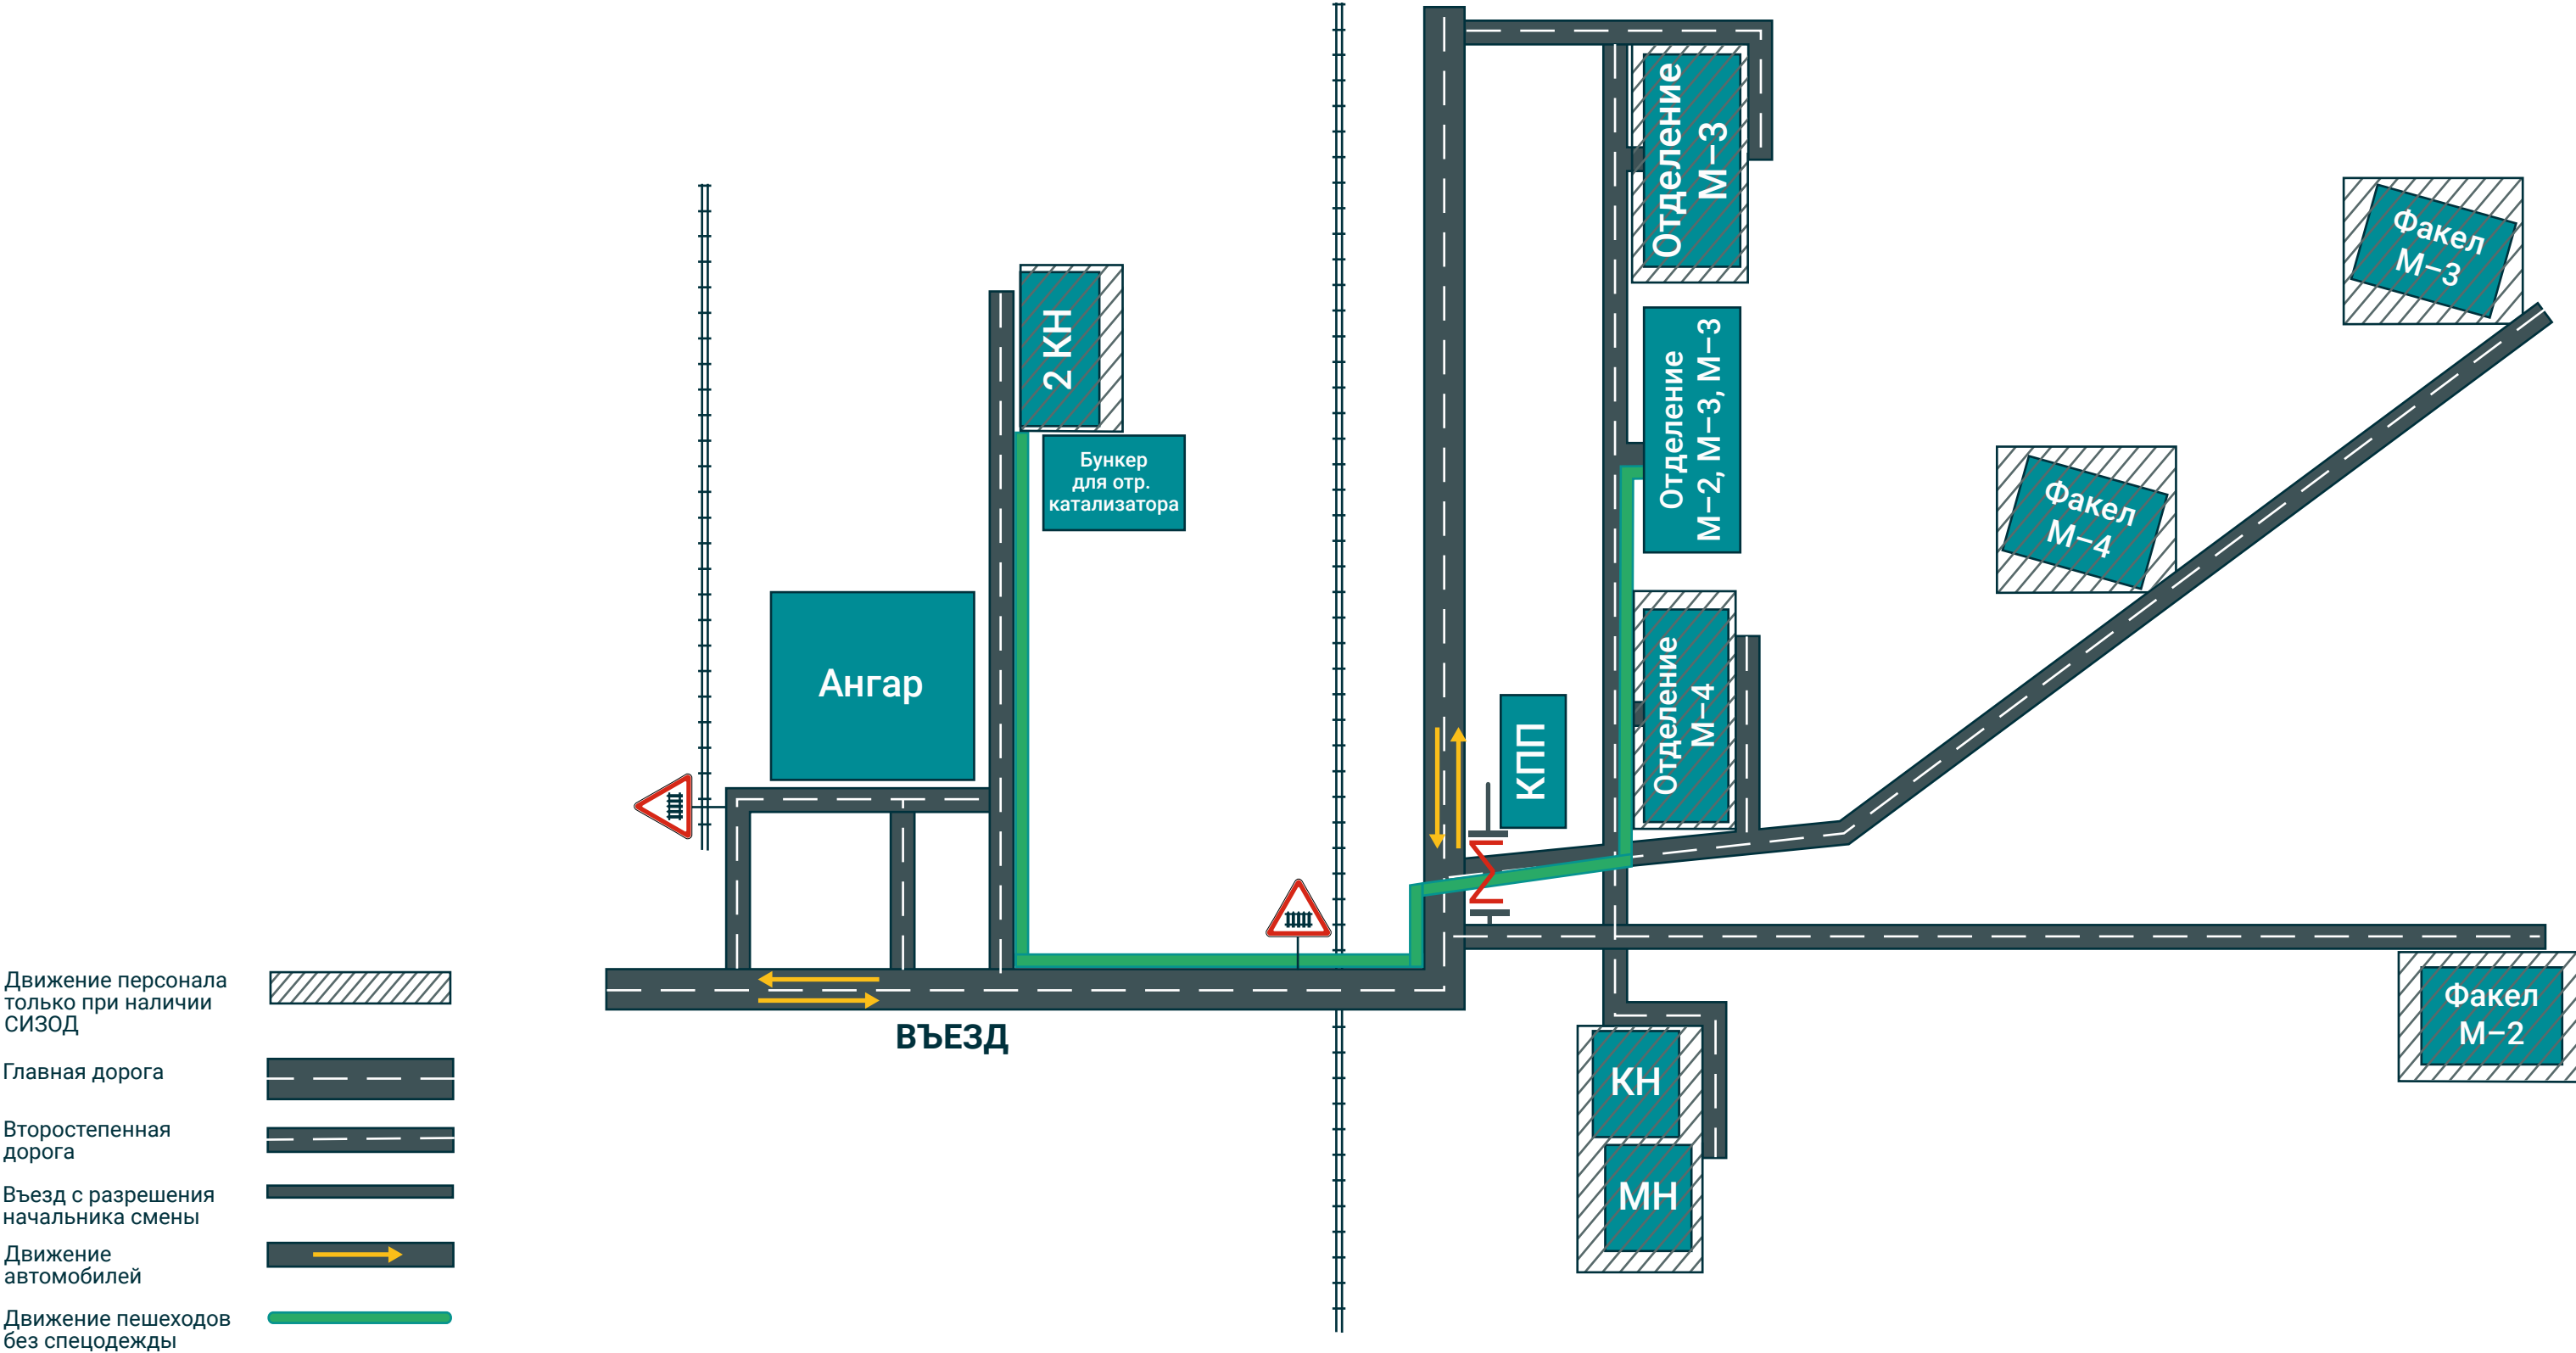 Отделение
М–3
Факел
М–3
2 КН
Отделение
М–2, М–3, М–3
Бункер
для отр.
катализатора
Факел
М–4
Ангар
КПП
Отделение
М–4
ВЪЕЗД
Факел
М–2
КН
МН
Движение персонала
только при наличии
СИЗОД
Главная дорога
Второстепенная
дорога
Въезд с разрешения
начальника смены
Движение
автомобилей
Движение пешеходов
без спецодежды